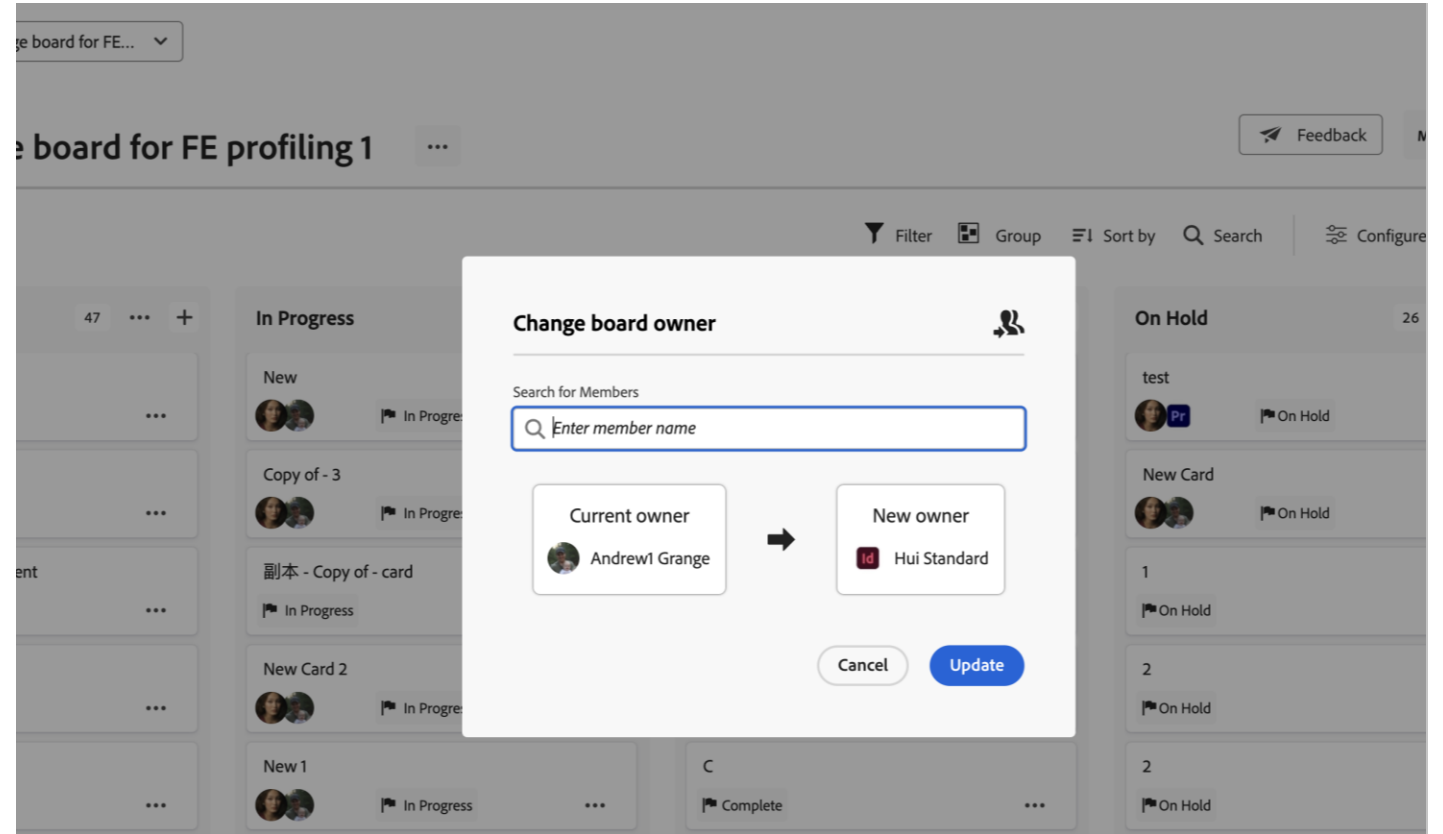 ge board for FE...
e board for FE profiling 1
...
Feedback
Filter
Group
Sort by
Search
Configure
47
...
In Progress
On Hold
26
Change board owner
Search for Members
Enter member name
Current owner
Andrew1 Grange
New owner
Id
Hui Standard
Cancel
Update
New
In Progre
test
Pr
On Hold
Copy of - 3
In Progre
New Card
On Hold
ent
副本 - Copy of - card
In Progress
1
On Hold
New Card 2
In Progre
2
On Hold
New 1
In Progress
C
Complete
2
On Hold